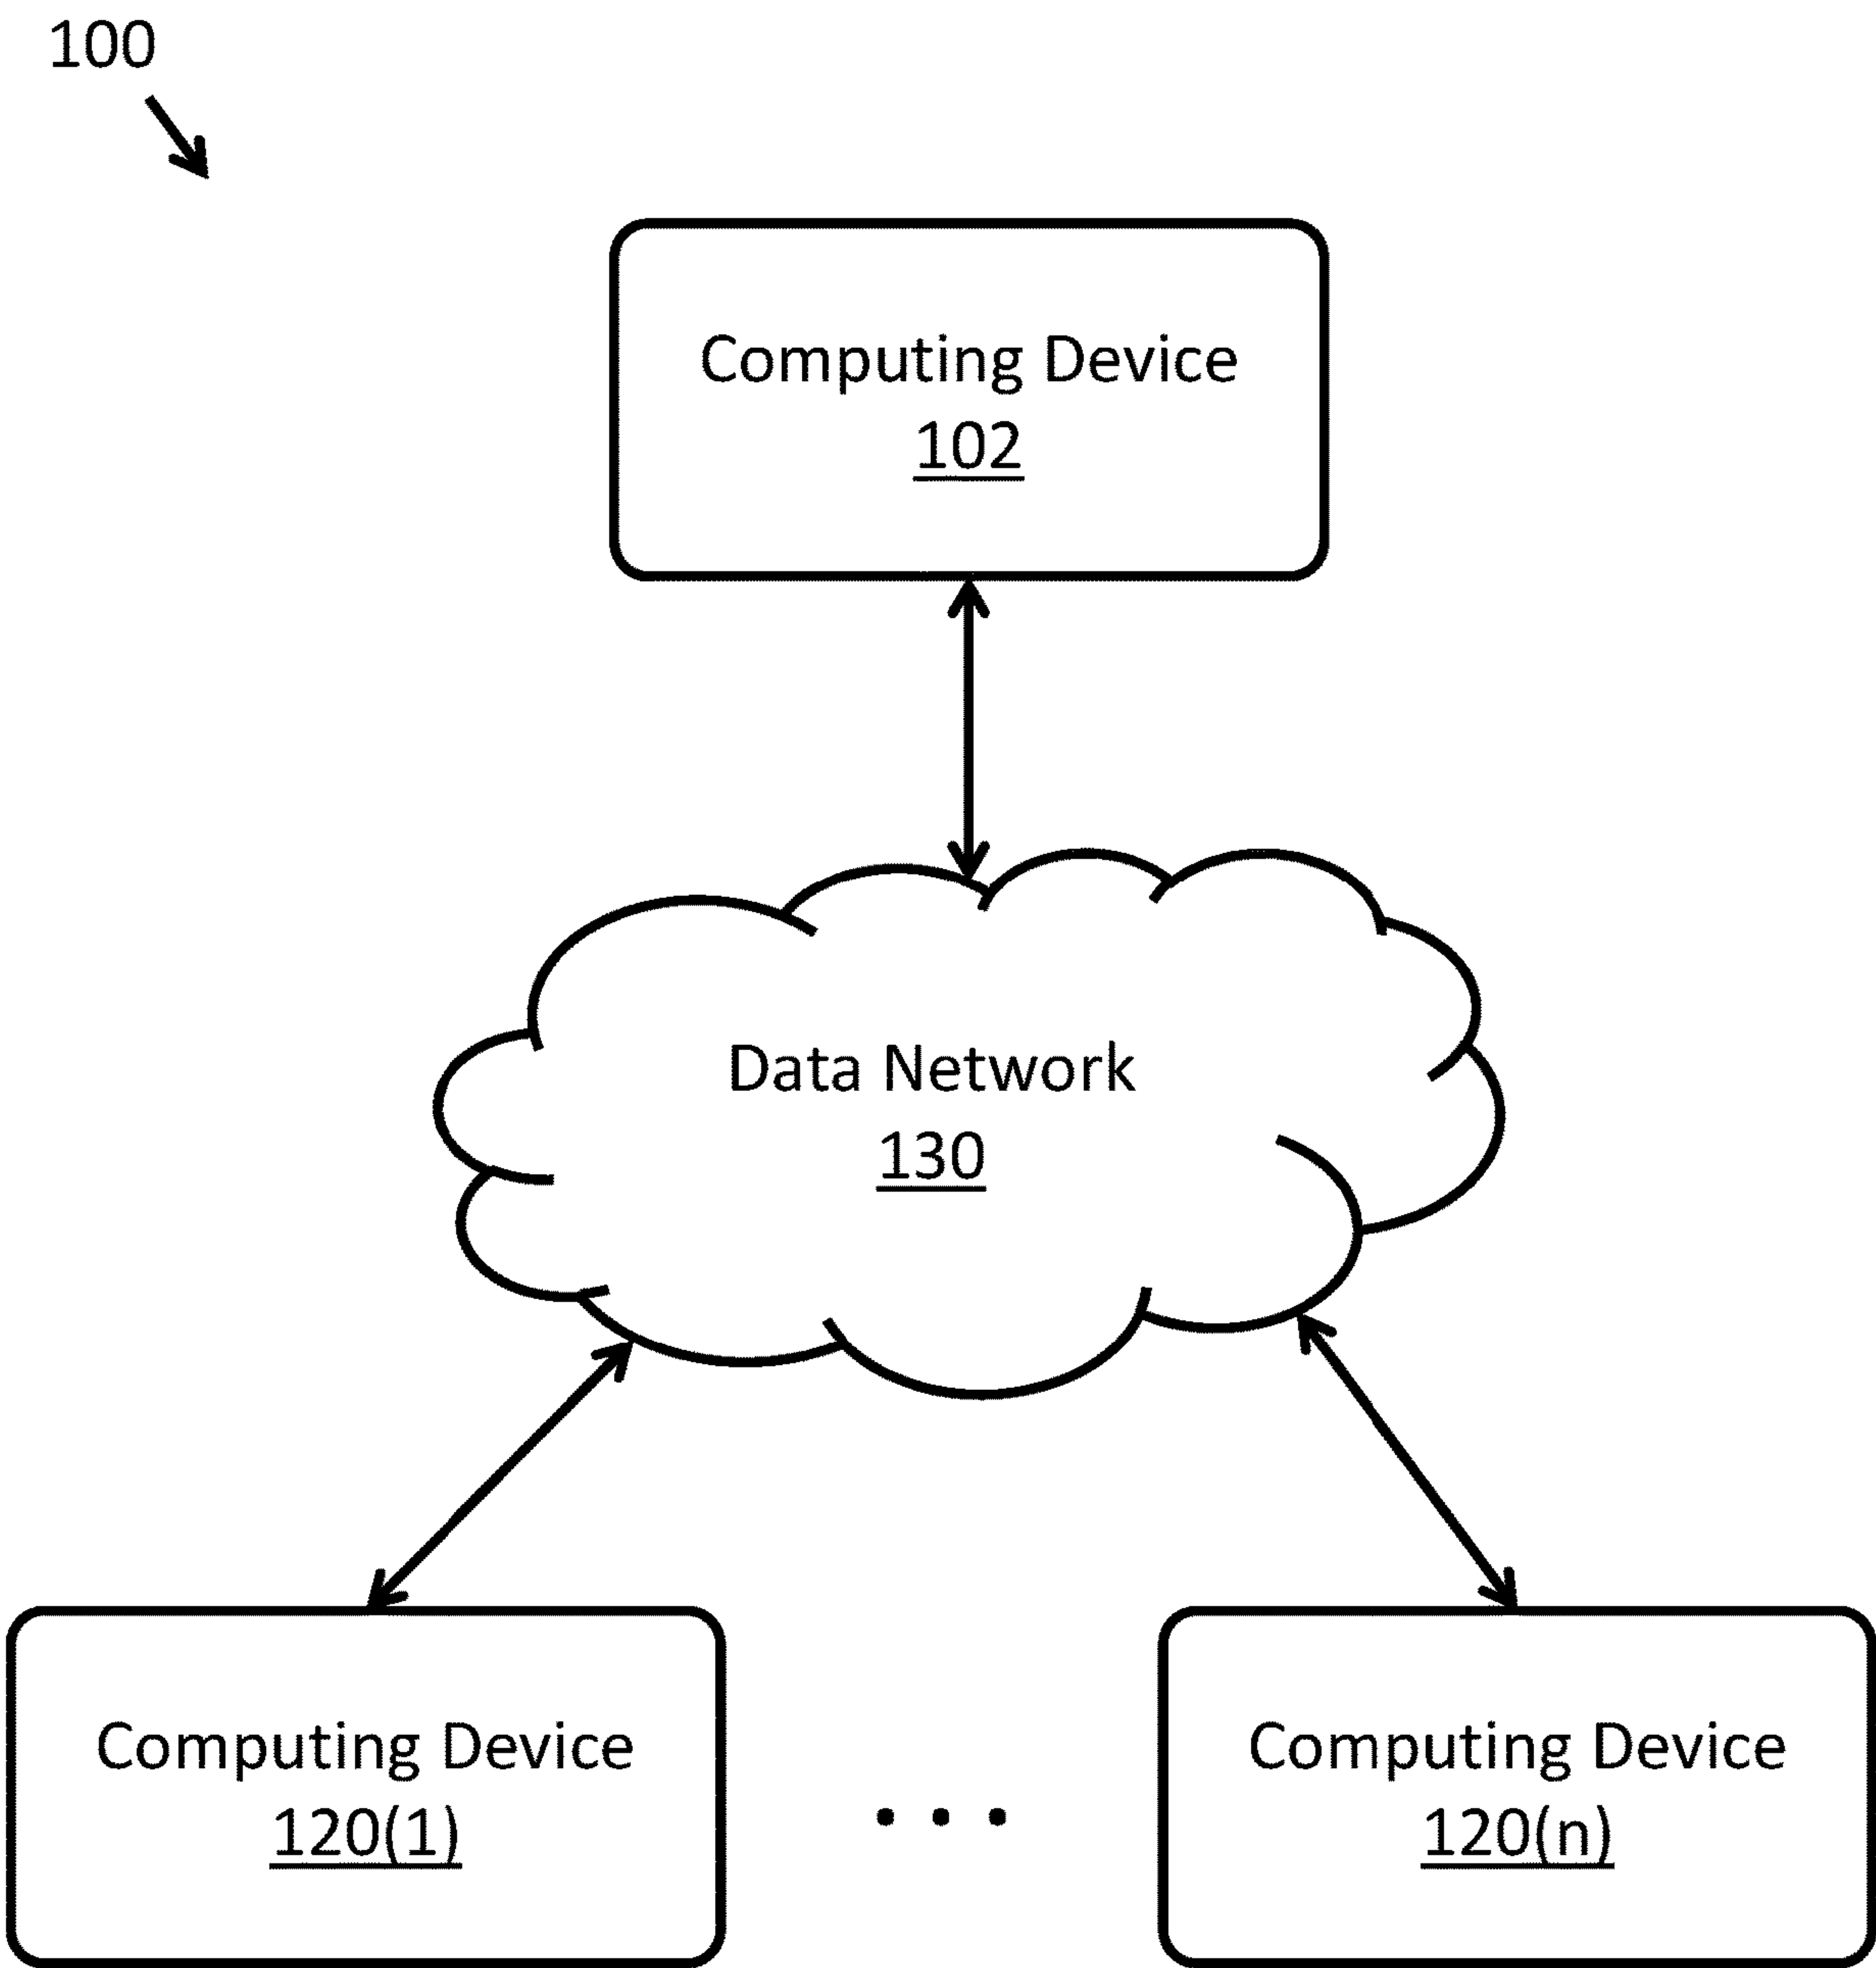 100
Computing Device
102
Data Network
130
Computing Device
120(1)
. . .
Computing Device
120(n)